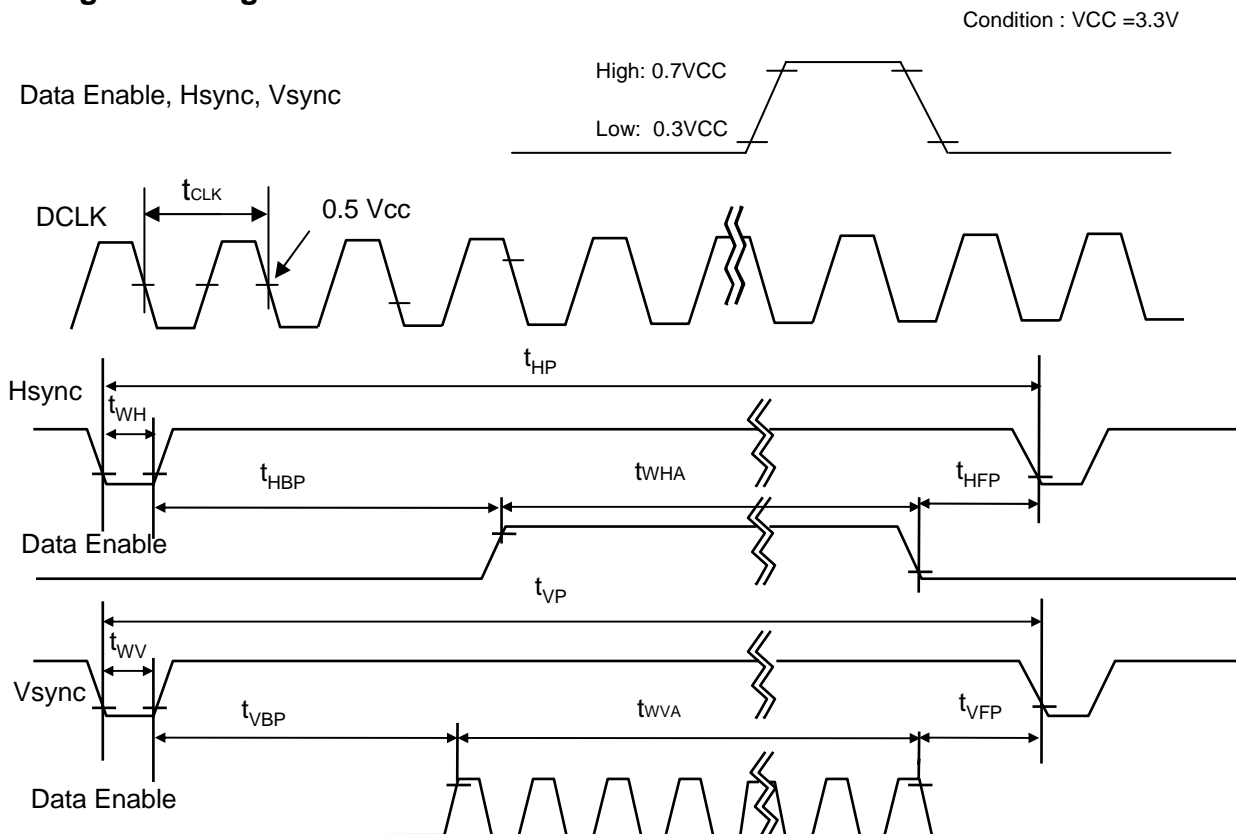 Condition : VCC =3.3V
High: 0.7VCC
Data Enable, Hsync, Vsync
Low: 0.3VCC
tCLK
DCLK
0.5 Vcc
tHP
Hsync
tWH
tHBP
tWHA
tHFP
Data Enable
tVP
tWV
Vsync
tVBP
tWVA
tVFP
Data Enable